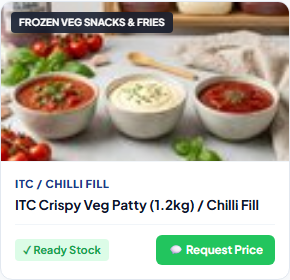 FROZEN VEG SNACKS & FRIES
ITC / CHILLI FILL
ITC Crispy Veg Patty (1.2kg) / Chilli Fill
✓ Ready Stock
Request Price